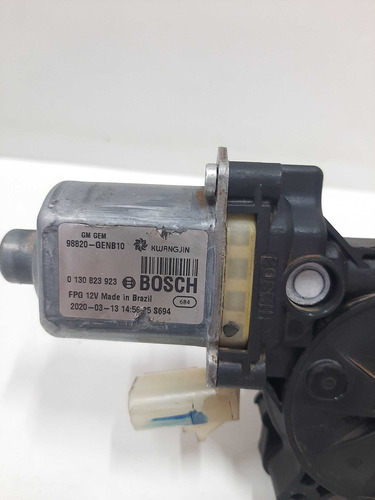 GM GEM
98820-GENB10 KWANGJIN
0 130 823 923 BOSCH
FPG 12V Made in Brazil 684
2020-03-13 14:56 S694
BOSCH